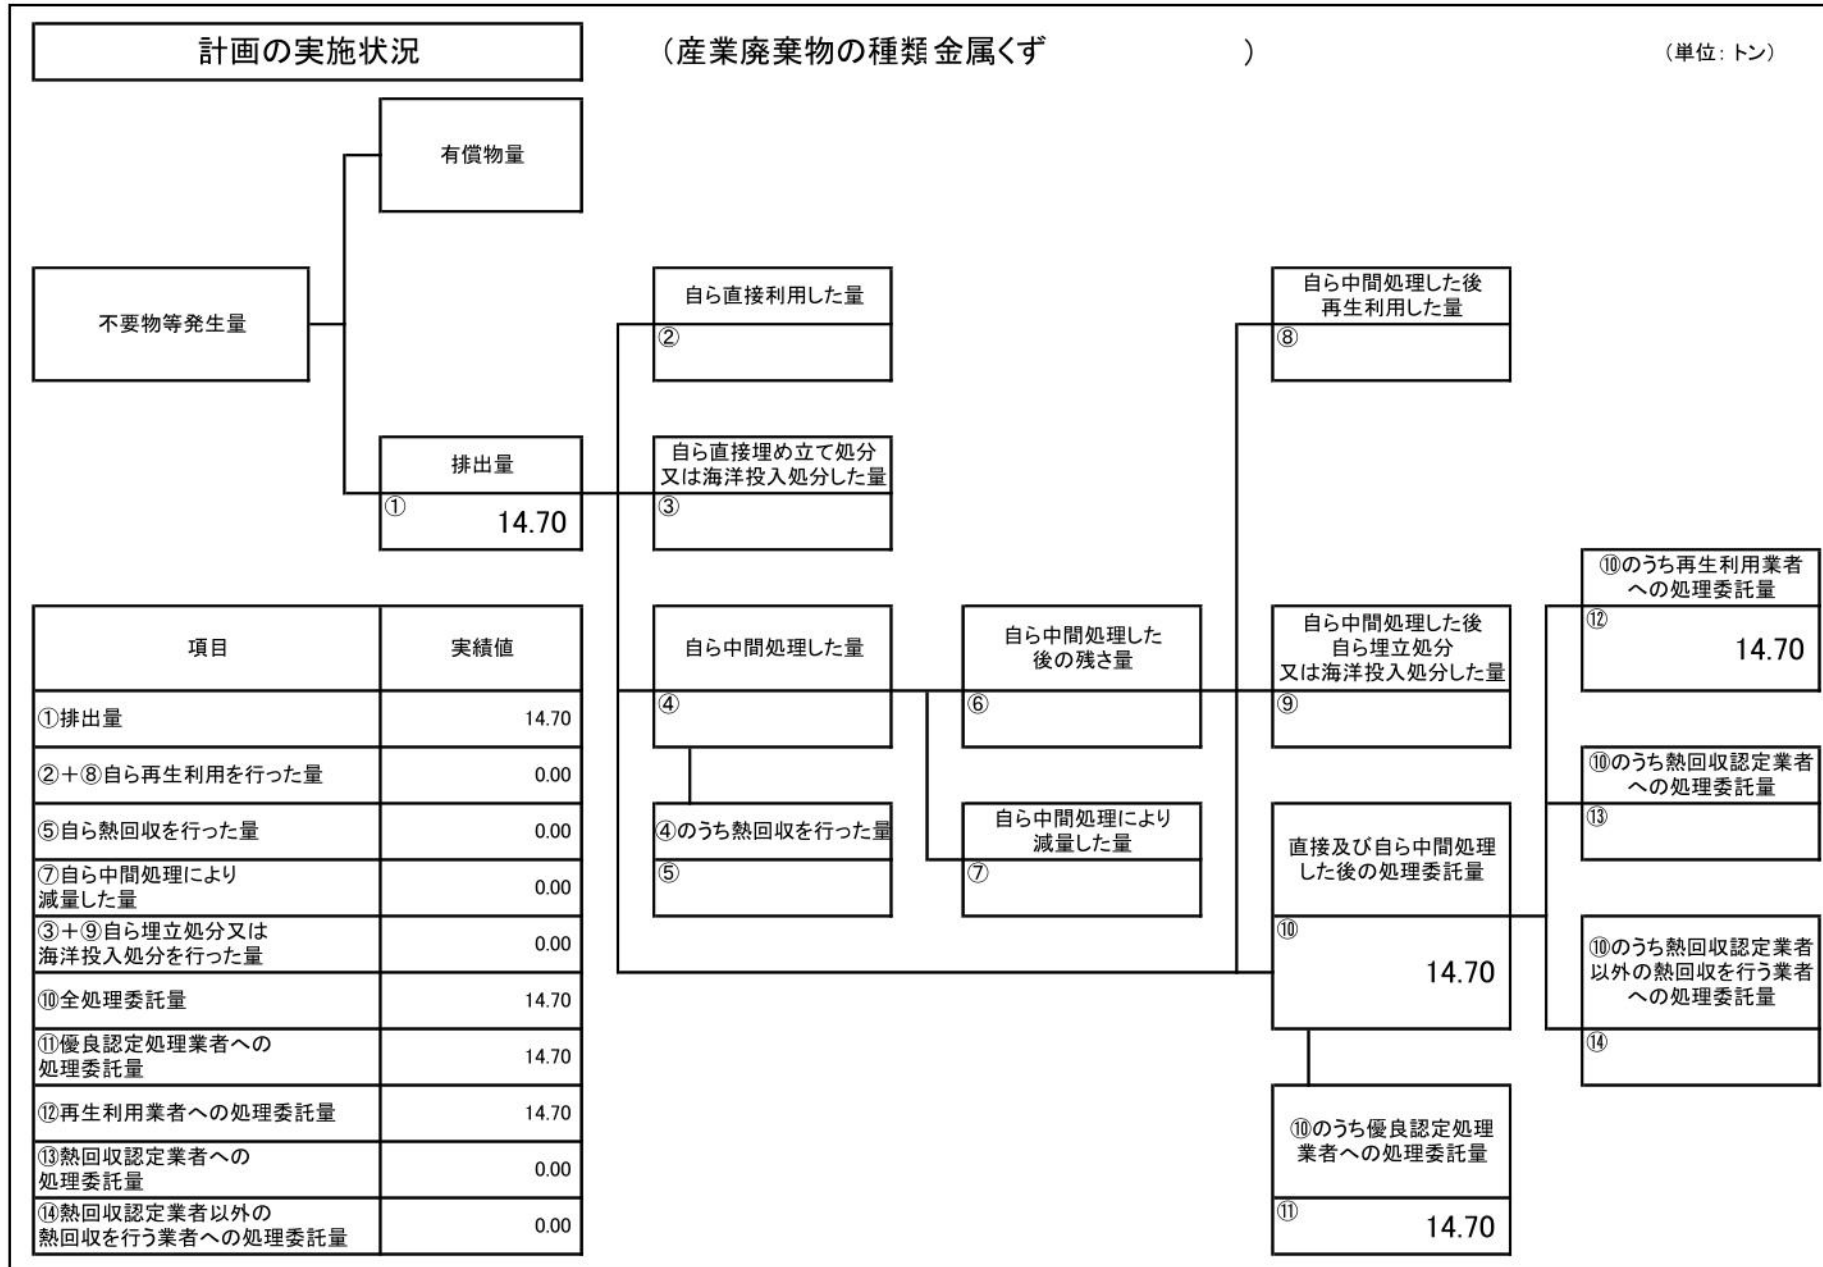 計画の実施状況
（産業廃棄物の種類 金属くず ）
（単位：トン）
有償物量
不要物等発生量
自ら直接利用した量
②
自ら中間処理した後
再生利用した量
⑧
排出量
①
14.70
自ら直接埋め立て処分
又は海洋投入処分した量
③
⑩のうち再生利用業者
への処理委託量
⑫
14.70
自ら中間処理した量
④
自ら中間処理した
後の残さ量
⑥
自ら中間処理した後
自ら埋立処分
又は海洋投入処分した量
⑨
⑩のうち熱回収認定業者
への処理委託量
⑬
④のうち熱回収を行った量
⑤
自ら中間処理により
減量した量
⑦
直接及び自ら中間処理
した後の処理委託量
⑩
14.70
⑩のうち熱回収認定業者
以外の熱回収を行う業者
への処理委託量
⑭
⑩のうち優良認定処理
業者への処理委託量
⑪
14.70
項目 実績値
①排出量 14.70
②＋⑧自ら再生利用を行った量 0.00
⑤自ら熱回収を行った量 0.00
⑦自ら中間処理により
減量した量 0.00
③＋⑨自ら埋立処分又は
海洋投入処分を行った量 0.00
⑩全処理委託量 14.70
⑪優良認定処理業者への
処理委託量 14.70
⑫再生利用業者への処理委託量 14.70
⑬熱回収認定業者への
処理委託量 0.00
⑭熱回収認定業者以外の
熱回収を行う業者への処理委託量 0.00